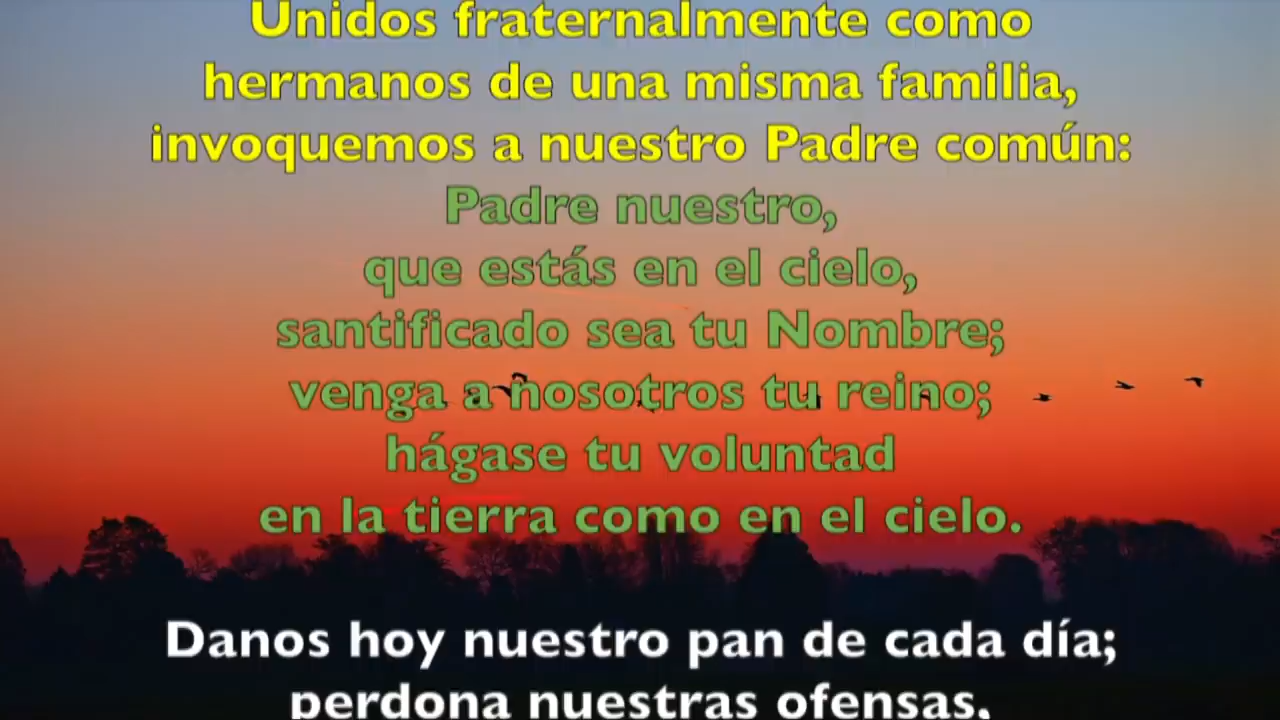 Unidos fraternalmente como
hermanos de una misma familia,
invoquemos a nuestro Padre común:
Padre nuestro,
que estás en el cielo,
santificado sea tu Nombre;
venga a nosotros tu reino;
hágase tu voluntad
en la tierra como en el cielo.
Danos hoy nuestro pan de cada día;
perdona nuestras ofensas,